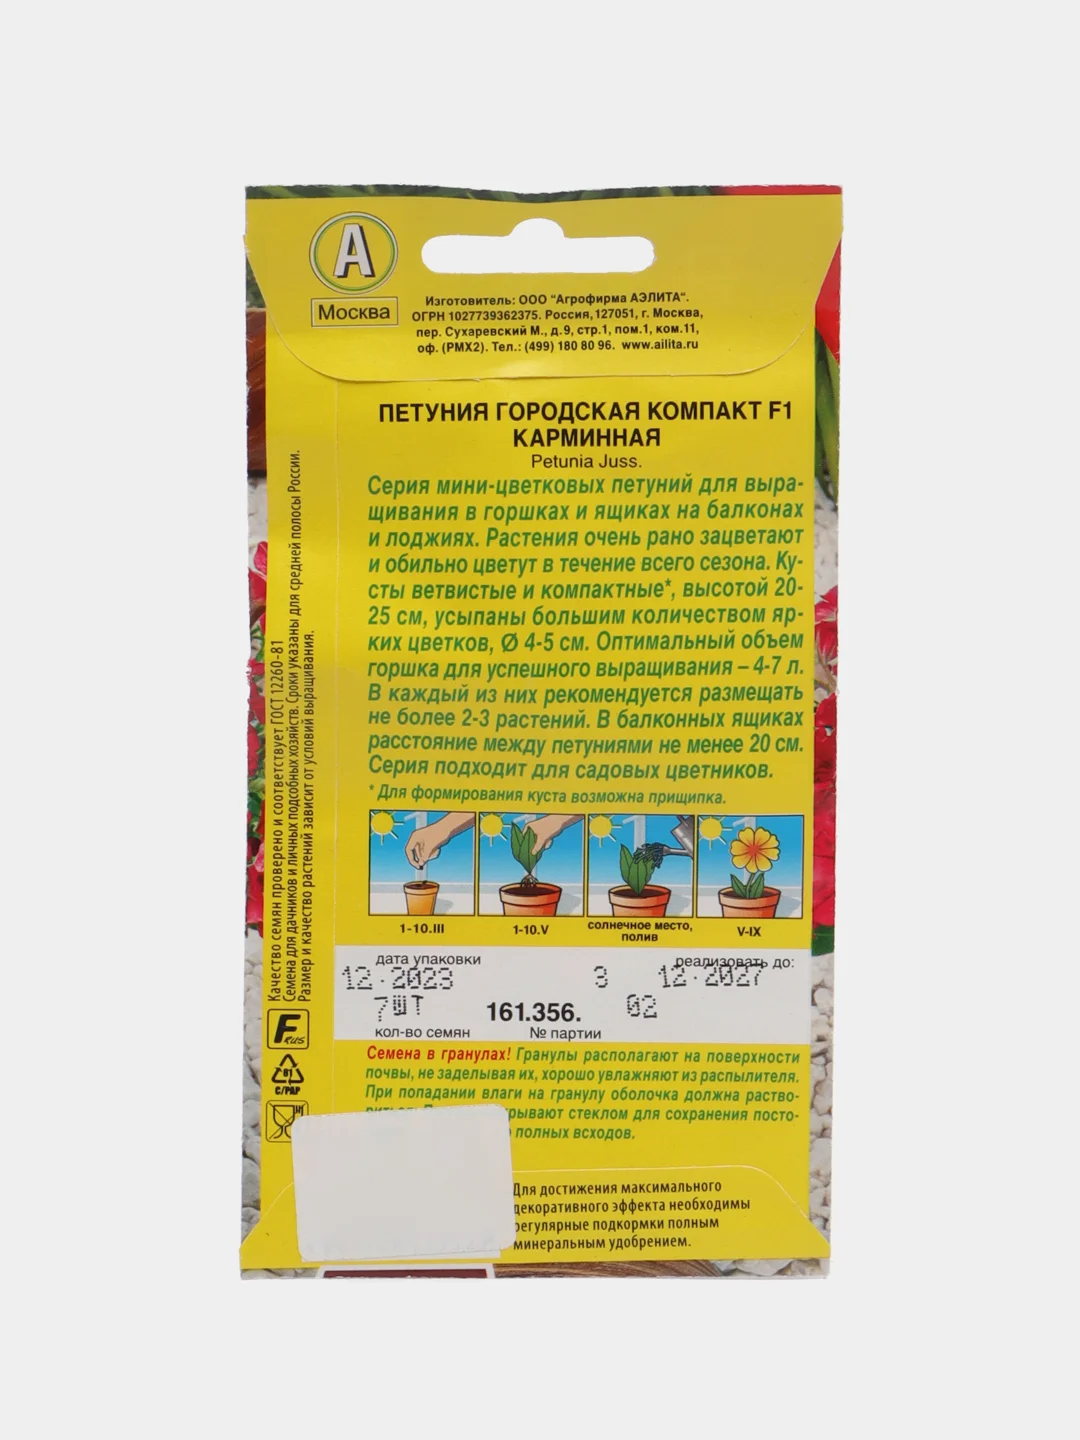 А
Москва
Изготовитель: ООО "Агрофирма АЭЛИТА".
ОГРН 1027739362375. Россия,127051, г. Москва,
пер. Сухаревский М., д.9, стр.1, пом.1, ком.11,
оф. (РМХ2). Тел.: (499) 180 80 96. www.ailita.ru
ПЕТУНИЯ ГОРОДСКАЯ КОМПАКТ F1
КАРМИННАЯ
Petunia Juss.
Серия мини-цветковых петуний для выра-
щивания в горшках и ящиках на балконах
и лоджиях. Растения очень рано зацветают
и обильно цветут в течение всего сезона. Ку-
сты ветвистые и компактные*, высотой 20-
25 см, усыпаны большим количеством яр-
ких цветков, Ø 4-5 см. Оптимальный объем
горшка для успешного выращивания – 4-7 л.
В каждый из них рекомендуется размещать
не более 2-3 растений. В балконных ящиках
расстояние между петуниями не менее 20 см.
Серия подходит для садовых цветников.
* Для формирования куста возможна прищипка.
1-10.III
1-10.V
солнечное место,
полив
V-IX
дата упаковки
реализовать до:
12.2023 3 12.2027
7ШТ 161.356. 02
кол-во семян № партии
Семена в гранулах! Гранулы располагают на поверхности
почвы, не заделывая их, хорошо увлажняют из распылителя.
При попадании влаги на гранулу оболочка должна раство-
стеклом для сохранения посто-
полных всходов.
Для достижения максимального
декоративного эффекта необходимы
регулярные подкормки полным
минеральным удобрением.
Качество семян проверено и соответствует ГОСТ 12260-81
Семена для дачников и личных подсобных хозяйств. Сроки указаны для средней полосы России.
Размер и качество растений зависит от условий выращивания.
F RUS
81
C/PAP